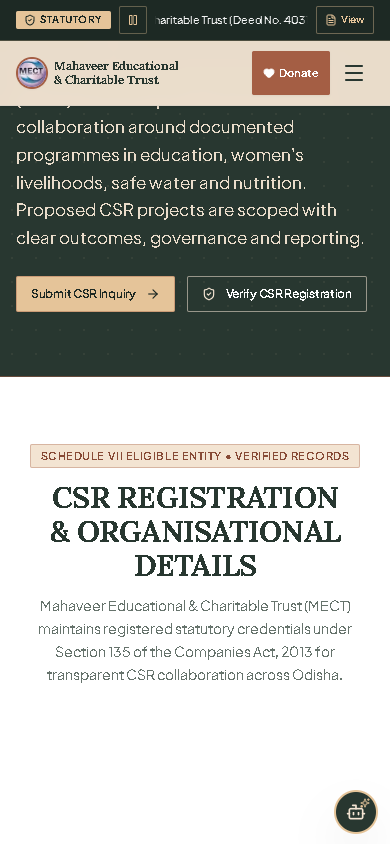 STATUTORY
haritable Trust (Deed No. 403
View
MECT
Mahaveer Educational
& Charitable Trust
Donate
collaboration around documented
programmes in education, women's
livelihoods, safe water and nutrition.
Proposed CSR projects are scoped with
clear outcomes, governance and reporting.
Submit CSR Inquiry
Verify CSR Registration
SCHEDULE VII ELIGIBLE ENTITY • VERIFIED RECORDS
CSR REGISTRATION
& ORGANISATIONAL
DETAILS
Mahaveer Educational & Charitable Trust (MECT)
maintains registered statutory credentials under
Section 135 of the Companies Act, 2013 for
transparent CSR collaboration across Odisha.